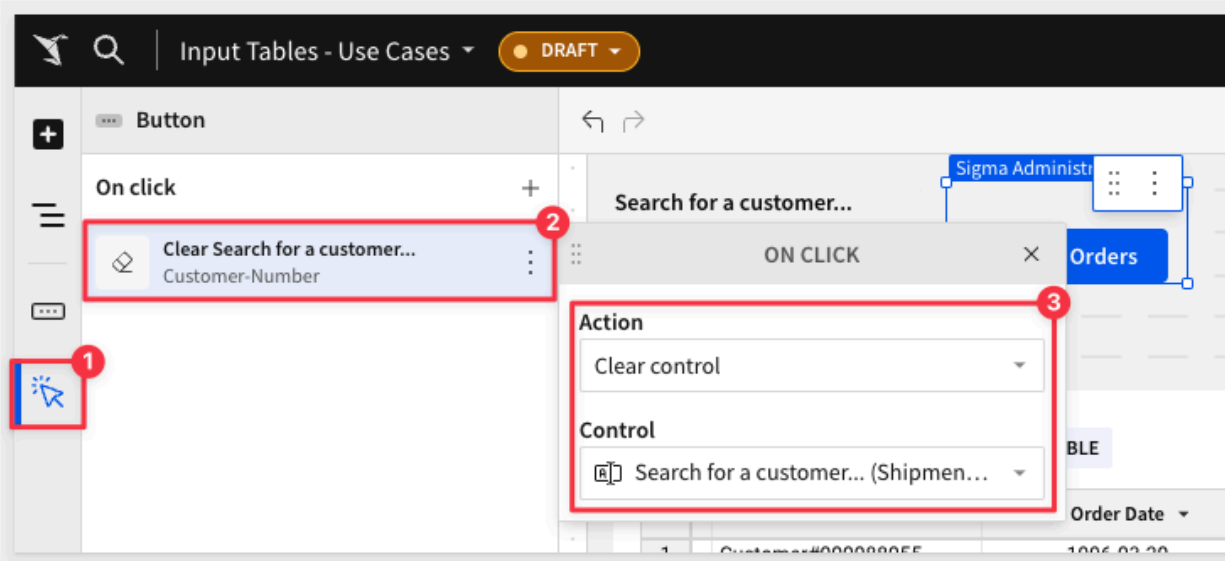 Input Tables - Use Cases
DRAFT
Button
On click
2
Clear Search for a customer...
Customer-Number
1
Search for a customer...
Sigma Administr
Orders
ON CLICK
3
Action
Clear control
Control
Search for a customer... (Shipmen...
BLE
Order Date
1